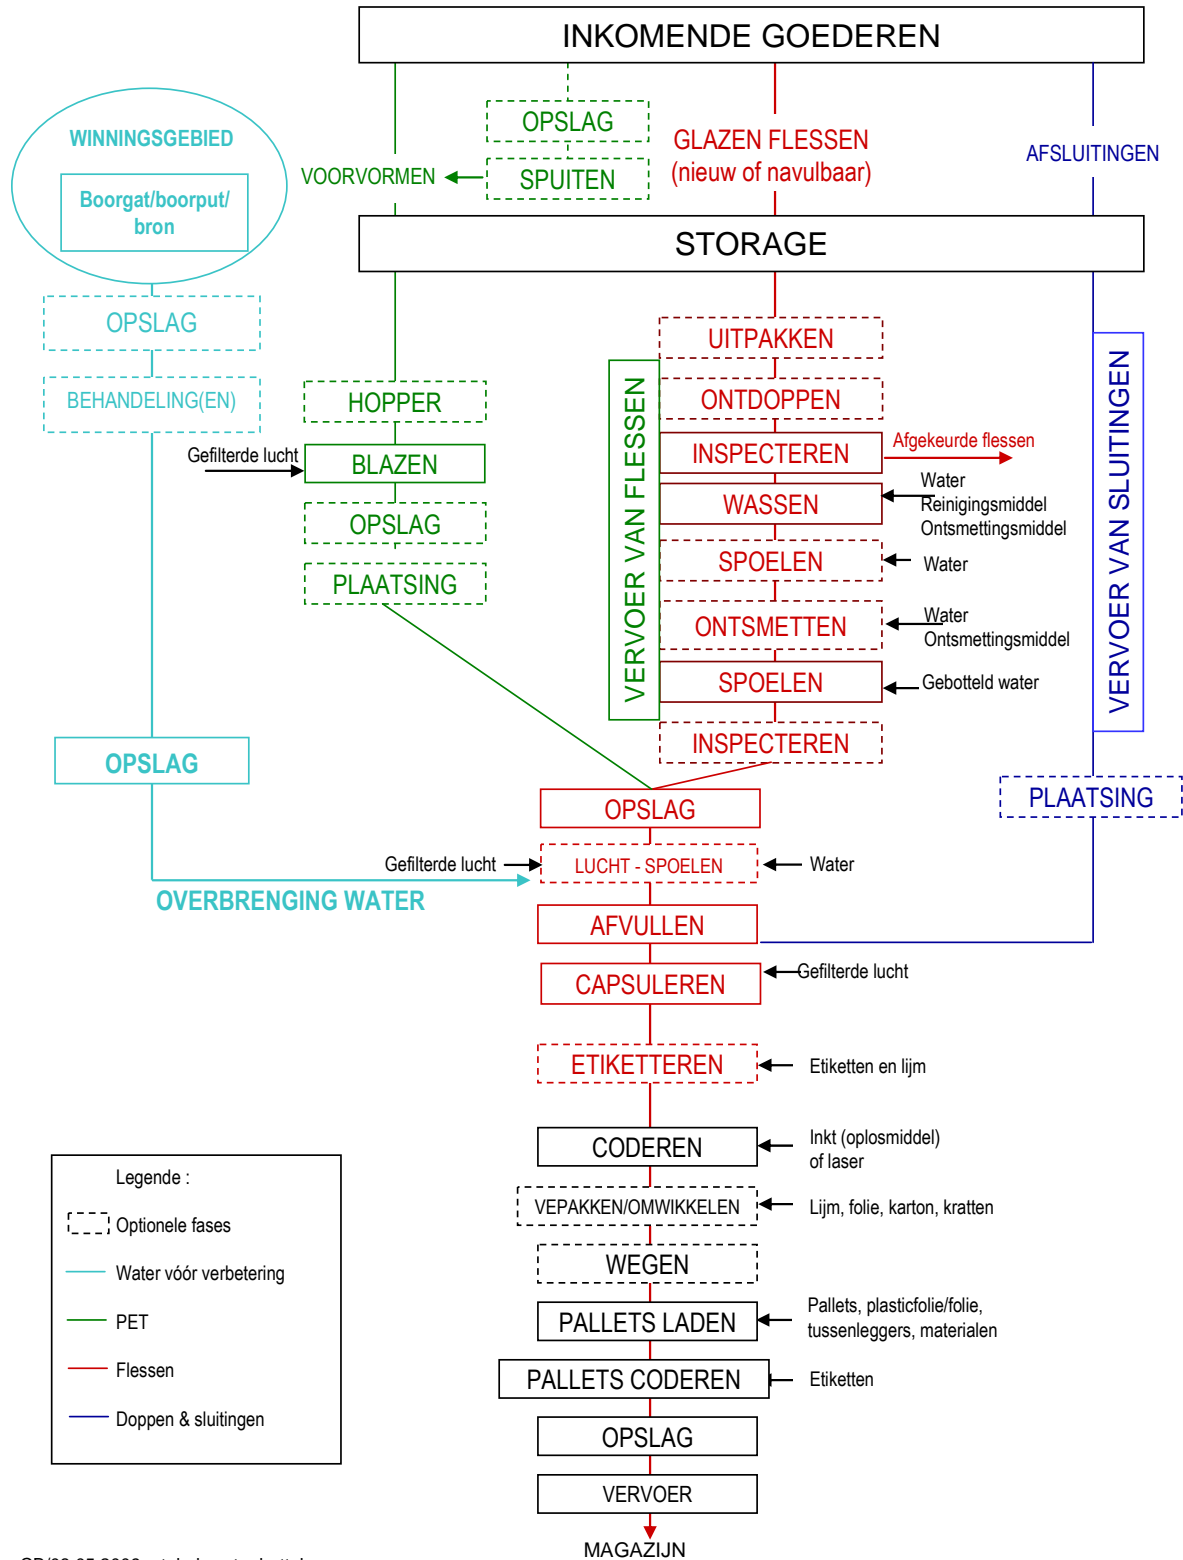 INKOMENDE GOEDEREN
WINNINGSGEBIED
Boorgat/boorput/
bron
OPSLAG
SPUITEN
VOORVORMEN
GLAZEN FLESSEN
(nieuw of navulbaar)
AFSLUITINGEN
STORAGE
OPSLAG
BEHANDELING(EN)
HOPPER
Gefilterde lucht
BLAZEN
OPSLAG
PLAATSING
VERVOER VAN FLESSEN
UITPAKKEN
ONTDOPPEN
INSPECTEREN
Afgekeurde flessen
WASSEN
Water
Reinigingsmiddel
Ontsmettingsmiddel
SPOELEN
Water
ONTSMETTEN
Water
Ontsmettingsmiddel
SPOELEN
Gebotteld water
INSPECTEREN
VERVOER VAN SLUITINGEN
OPSLAG
PLAATSING
OPSLAG
Gefilterde lucht
LUCHT - SPOELEN
Water
OVERBRENGING WATER
AFVULLEN
CAPSULEREN
Gefilterde lucht
ETIKETTEREN
Etiketten en lijm
CODEREN
Inkt (oplosmiddel)
of laser
VEPAKKEN/OMWIKKELEN
Lijm, folie, karton, kratten
WEGEN
PALLETS LADEN
Pallets, plasticfolie/folie,
tussenleggers, materialen
PALLETS CODEREN
Etiketten
OPSLAG
VERVOER
MAGAZIJN
Legende :
Optionele fases
Water vóór verbetering
PET
Flessen
Doppen & sluitingen